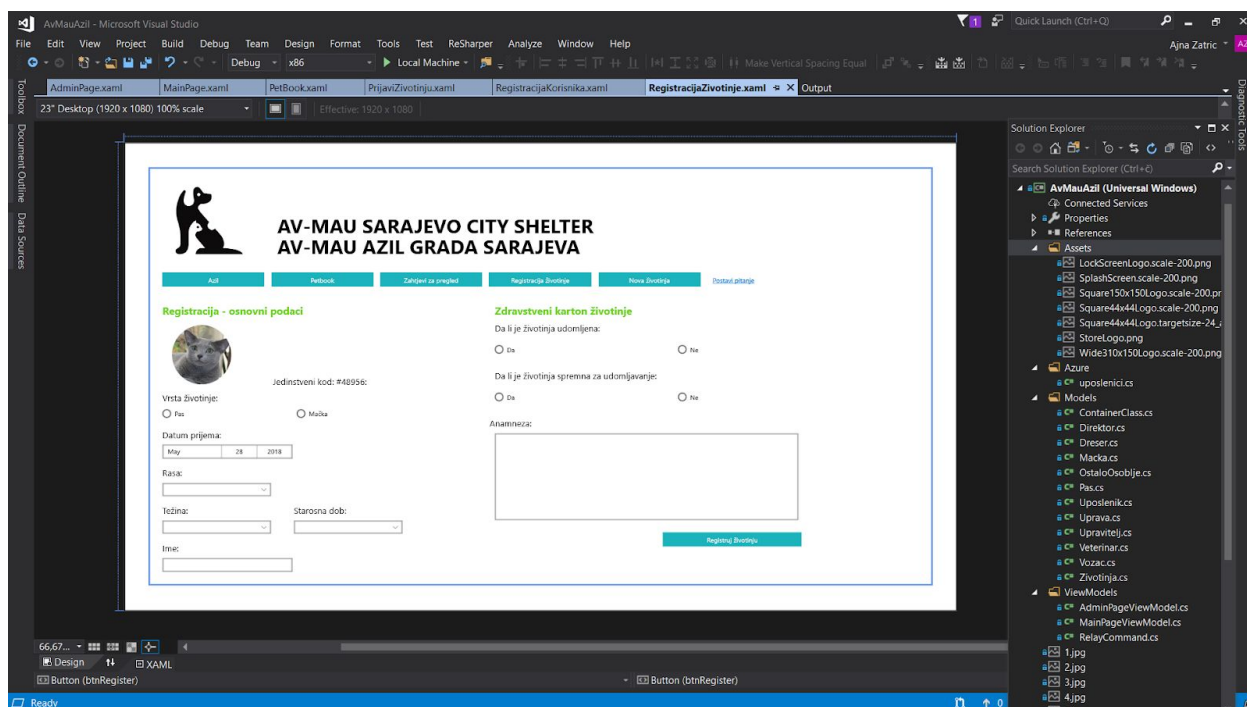 AvMauAzil - Microsoft Visual Studio
1
Quick Launch (Ctrl+Q)
File Edit View Project Build Debug Team Design Format Tools Test ReSharper Analyze Window Help
Ajna Zatric
AZ
Debug x86 Local Machine Make Vertical Spacing Equal
AdminPage.xaml MainPage.xaml PetBook.xaml PrijaviZivotinju.xaml RegistracijaKorisnika.xaml RegistracijaZivotinje.xaml Output
23" Desktop (1920 x 1080) 100% scale Effective: 1920 x 1080
Toolbox
Document Outline
Data Sources
AV-MAU SARAJEVO CITY SHELTER
AV-MAU AZIL GRADA SARAJEVA
Azil Petbook Zahtjevi za pregled Registracija životinje Nova životinja Postavi pitanje
Registracija - osnovni podaci
Jedinstveni kod: #48956:
Vrsta životinje:
Pas Mačka
Datum prijema:
May 28 2018
Rasa:
Težina: Starosna dob:
Ime:
Zdravstveni karton životinje
Da li je životinja udomljena:
Da Ne
Da li je životinja spremna za udomljavanje:
Da Ne
Anamneza:
Registruj životinju
Solution Explorer
Search Solution Explorer (Ctrl+č)
AvMauAzil (Universal Windows)
Connected Services
Properties
References
Assets
LockScreenLogo.scale-200.png
SplashScreen.scale-200.png
Square150x150Logo.scale-200.pr
Square44x44Logo.scale-200.png
Square44x44Logo.targetsize-24_
StoreLogo.png
Wide310x150Logo.scale-200.png
Azure
uposlenici.cs
Models
ContainerClass.cs
Direktor.cs
Dreser.cs
Macka.cs
OstaloOsoblje.cs
Pas.cs
Uposlenik.cs
Uprava.cs
Upravitelj.cs
Veterinar.cs
Vozac.cs
Zivotinja.cs
ViewModels
AdminPageViewModel.cs
MainPageViewModel.cs
RelayCommand.cs
1.jpg
2.jpg
3.jpg
4.jpg
Diagnostic Tools
66,67...
Design XAML
Button (btnRegister) Button (btnRegister)
Ready 0